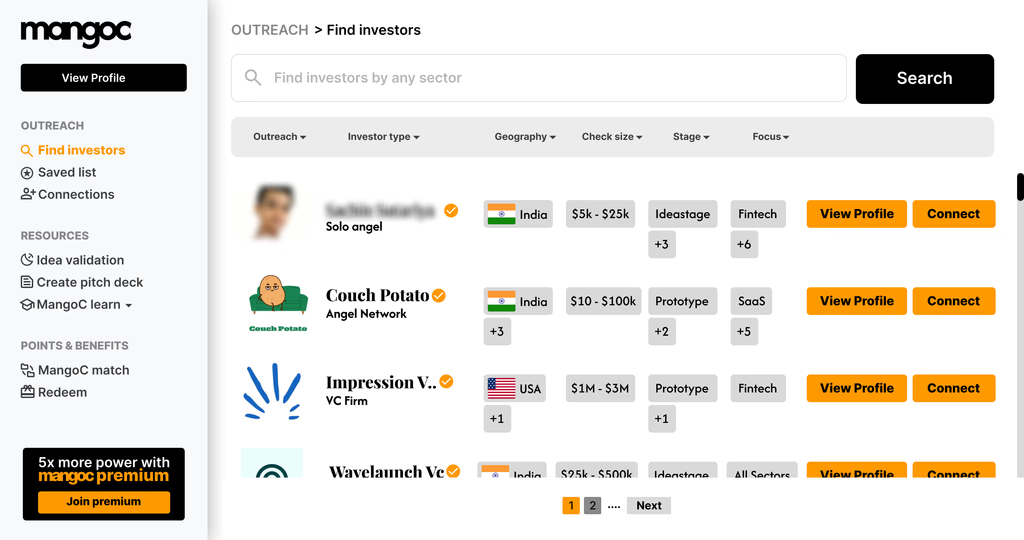 mangoc
View Profile
OUTREACH
Find investors
Saved list
Connections
RESOURCES
Idea validation
Create pitch deck
MangoC learn
POINTS & BENEFITS
MangoC match
Redeem
5x more power with
mangoc premium
Join premium
OUTREACH > Find investors
Find investors by any sector
Search
Outreach Investor type Geography Check size Stage Focus
Solo angel
India $5k - $25k Ideastage Fintech View Profile Connect
+3 +6
Couch Potato
Couch Potato
Angel Network
India $10 - $100k Prototype SaaS View Profile Connect
+3 +2 +5
Impression V..
VC Firm
USA $1M - $3M Prototype Fintech View Profile Connect
+1 +1
Wavelaunch Vc India $25k - $500k Ideastage All Sectors View Profile Connect
1 2 .... Next